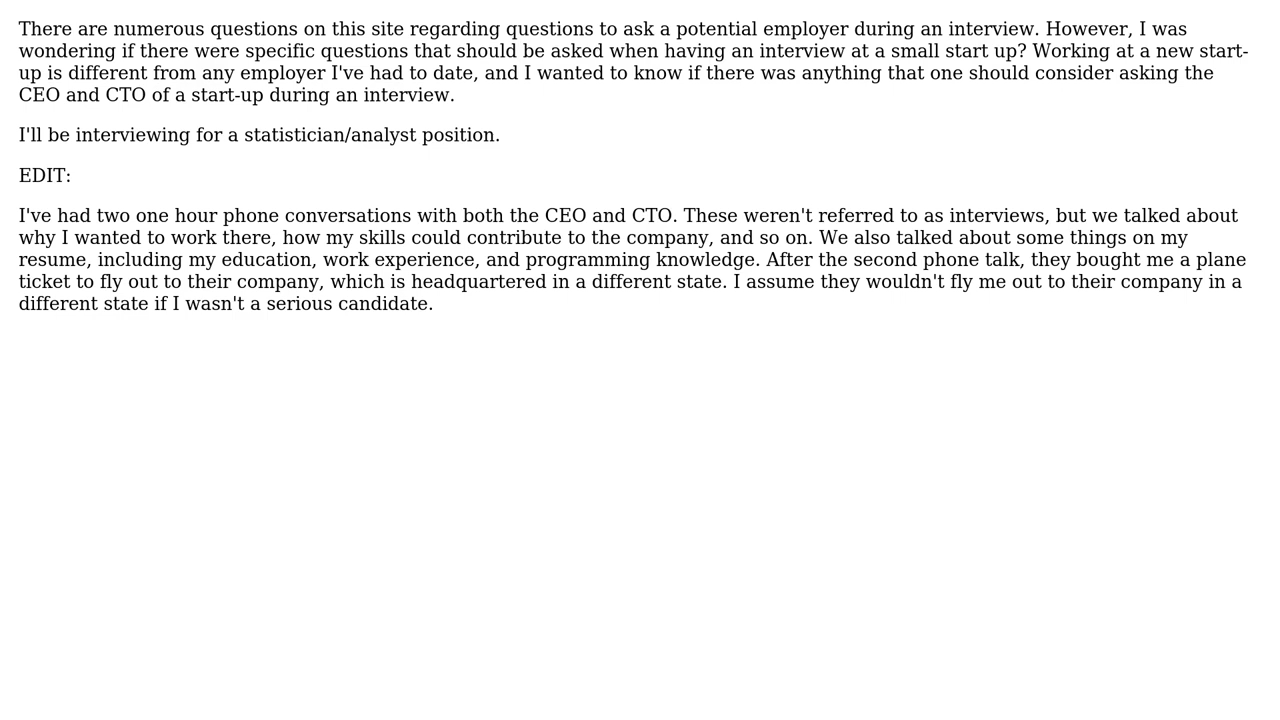 There are numerous questions on this site regarding questions to ask a potential employer during an interview. However, I was
wondering if there were specific questions that should be asked when having an interview at a small start up? Working at a new start-
up is different from any employer I've had to date, and I wanted to know if there was anything that one should consider asking the
CEO and CTO of a start-up during an interview.
I'll be interviewing for a statistician/analyst position.
EDIT:
I've had two one hour phone conversations with both the CEO and CTO. These weren't referred to as interviews, but we talked about
why I wanted to work there, how my skills could contribute to the company, and so on. We also talked about some things on my
resume, including my education, work experience, and programming knowledge. After the second phone talk, they bought me a plane
ticket to fly out to their company, which is headquartered in a different state. I assume they wouldn't fly me out to their company in a
different state if I wasn't a serious candidate.